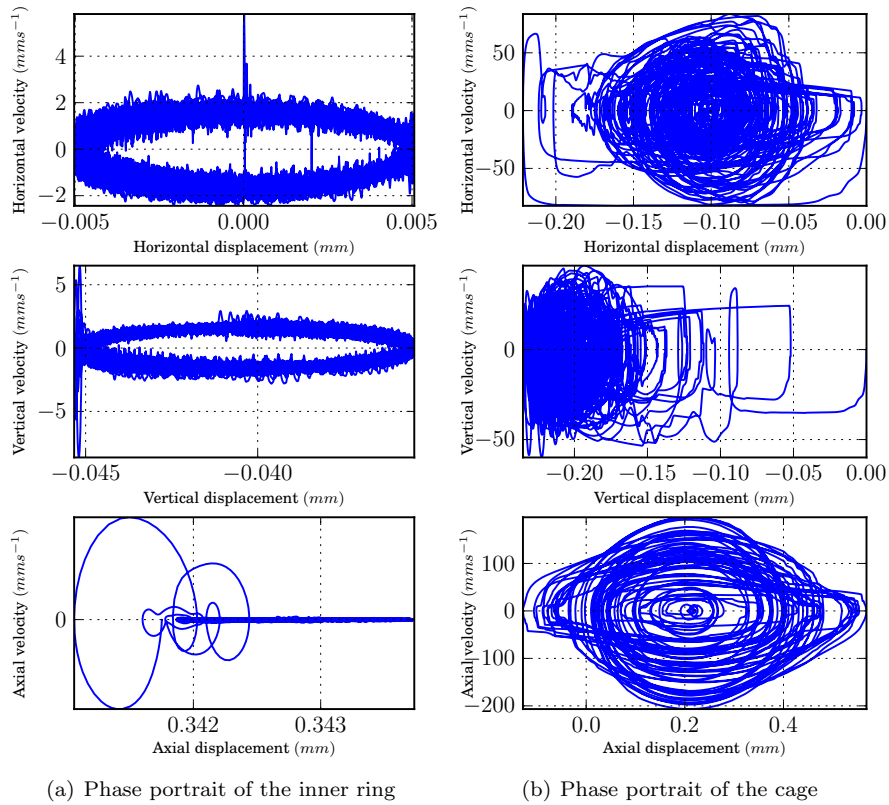 Horizontal velocity (mms⁻¹)
4
2
0
−2
−0.005
0.000
0.005
Horizontal displacement (mm)
Horizontal velocity (mms⁻¹)
50
0
−50
−0.20
−0.15
−0.10
−0.05
0.00
Horizontal displacement (mm)
Vertical velocity (mms⁻¹)
5
0
−5
−0.045
−0.040
Vertical displacement (mm)
Vertical velocity (mms⁻¹)
0
−50
−0.20
−0.15
−0.10
−0.05
0.00
Vertical displacement (mm)
Axial velocity (mms⁻¹)
0
0.342
0.343
Axial displacement (mm)
Axial velocity (mms⁻¹)
100
0
−100
−200
0.0
0.2
0.4
Axial displacement (mm)
(a) Phase portrait of the inner ring
(b) Phase portrait of the cage